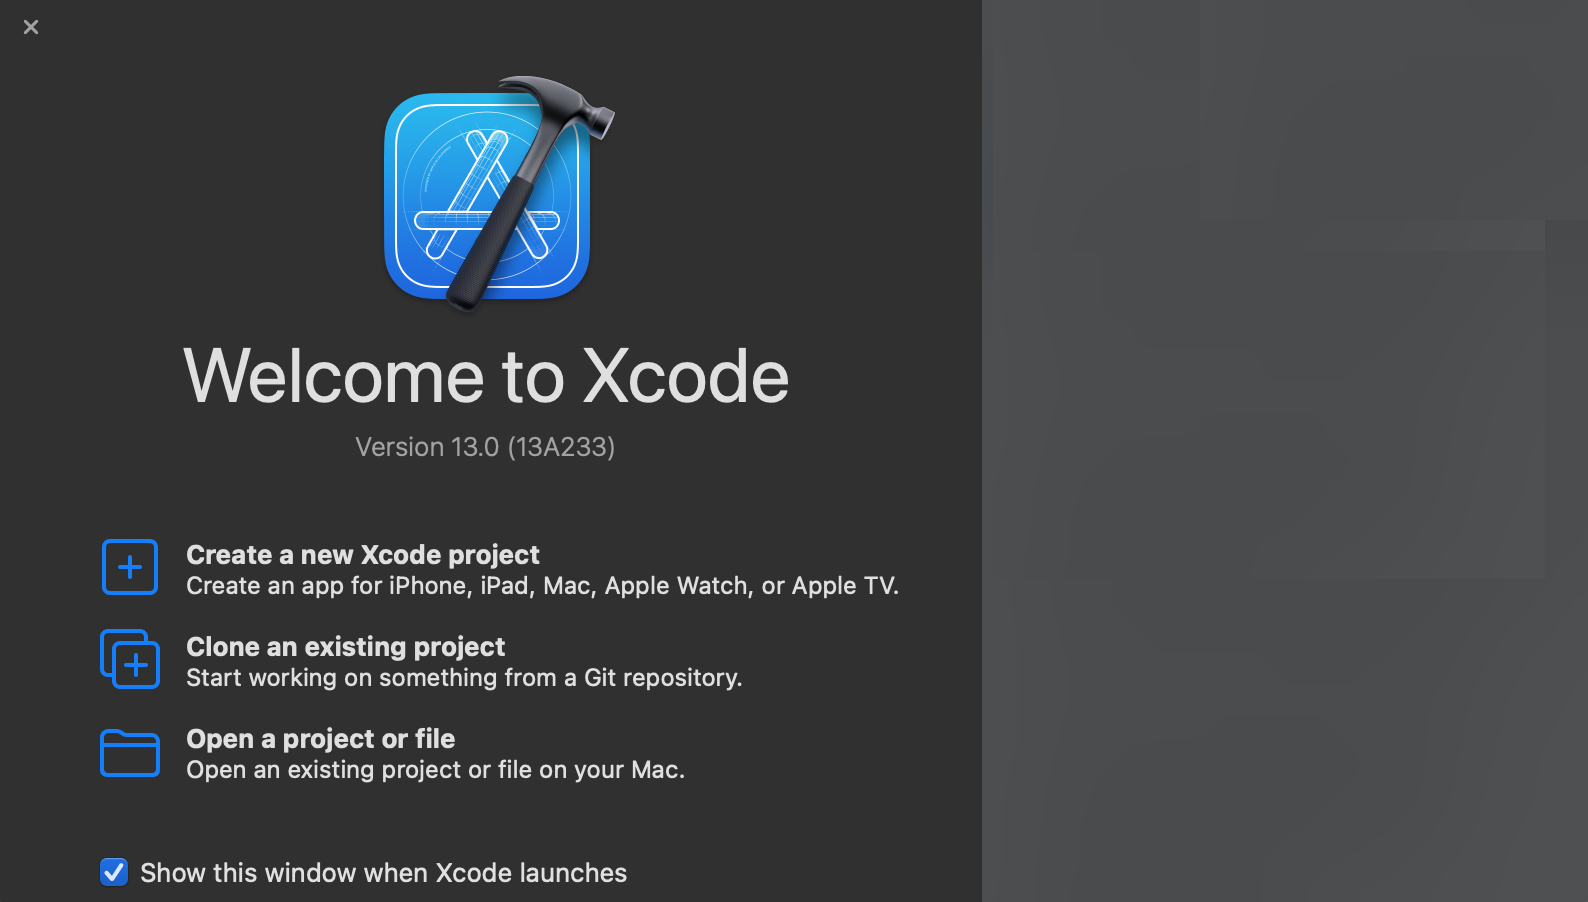 Welcome to Xcode
Version 13.0 (13A233)
Create a new Xcode project
Create an app for iPhone, iPad, Mac, Apple Watch, or Apple TV.
Clone an existing project
Start working on something from a Git repository.
Open a project or file
Open an existing project or file on your Mac.
Show this window when Xcode launches